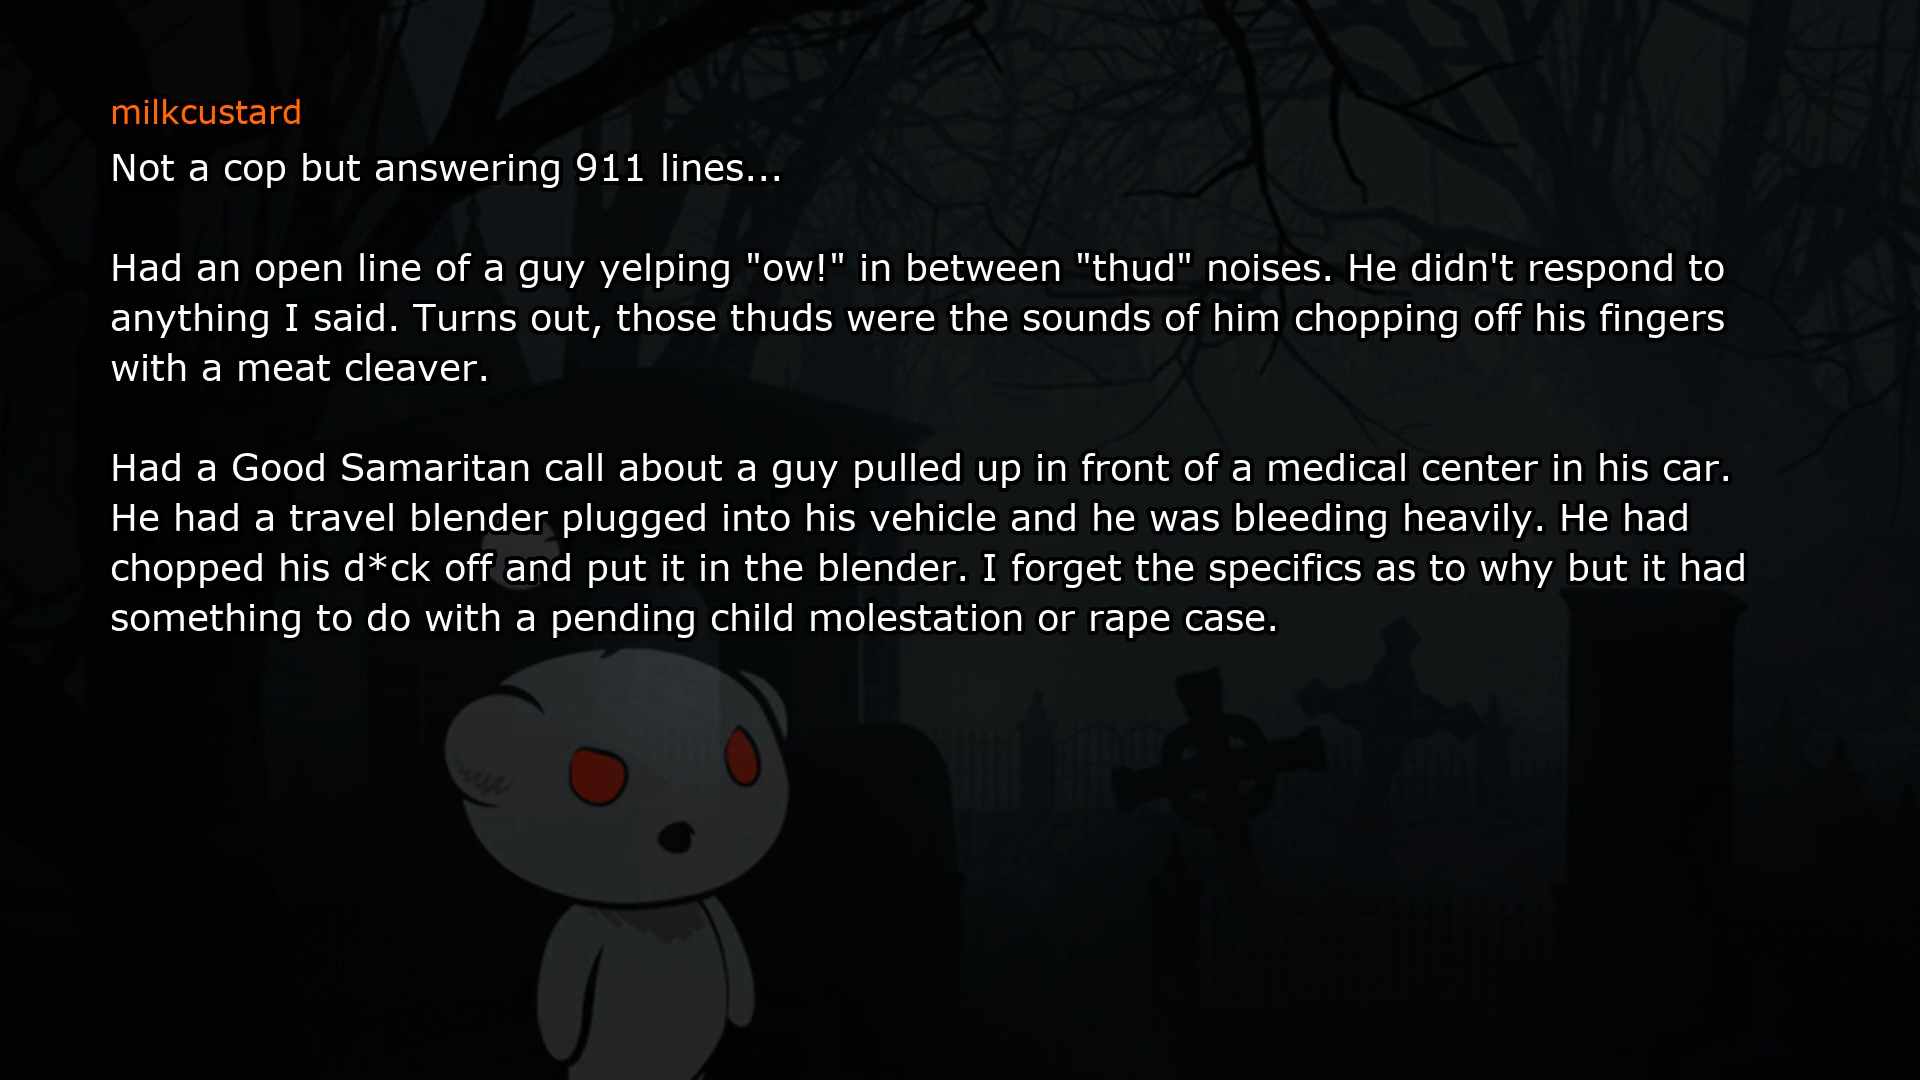 milkcustard
Not a cop but answering 911 lines...
Had an open line of a guy yelping "ow!" in between "thud" noises. He didn't respond to
anything I said. Turns out, those thuds were the sounds of him chopping off his fingers
with a meat cleaver.
Had a Good Samaritan call about a guy pulled up in front of a medical center in his car.
He had a travel blender plugged into his vehicle and he was bleeding heavily. He had
chopped his d*ck off and put it in the blender. I forget the specifics as to why but it had
something to do with a pending child molestation or rape case.